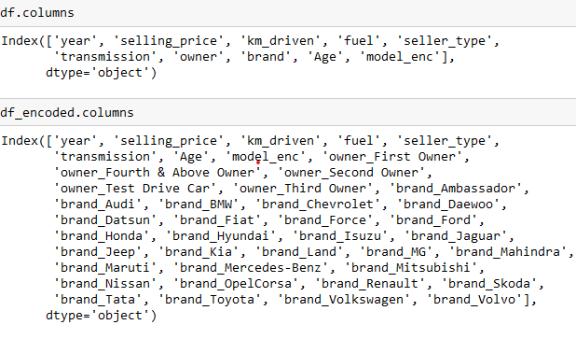 df.columns
Index(['year', 'selling_price', 'km_driven', 'fuel', 'seller_type',
'transmission', 'owner', 'brand', 'Age', 'model_enc'],
dtype='object')
df_encoded.columns
Index(['year', 'selling_price', 'km_driven', 'fuel', 'seller_type',
'transmission', 'Age', 'model_enc', 'owner_First Owner',
'owner_Fourth & Above Owner', 'owner_Second Owner',
'owner_Test Drive Car', 'owner_Third Owner', 'brand_Ambassador',
'brand_Audi', 'brand_BMW', 'brand_Chevrolet', 'brand_Daewoo',
'brand_Datsun', 'brand_Fiat', 'brand_Force', 'brand_Ford',
'brand_Honda', 'brand_Hyundai', 'brand_Isuzu', 'brand_Jaguar',
'brand_Jeep', 'brand_Kia', 'brand_Land', 'brand_MG', 'brand_Mahindra',
'brand_Maruti', 'brand_Mercedes-Benz', 'brand_Mitsubishi',
'brand_Nissan', 'brand_OpelCorsa', 'brand_Renault', 'brand_Skoda',
'brand_Tata', 'brand_Toyota', 'brand_Volkswagen', 'brand_Volvo'],
dtype='object')